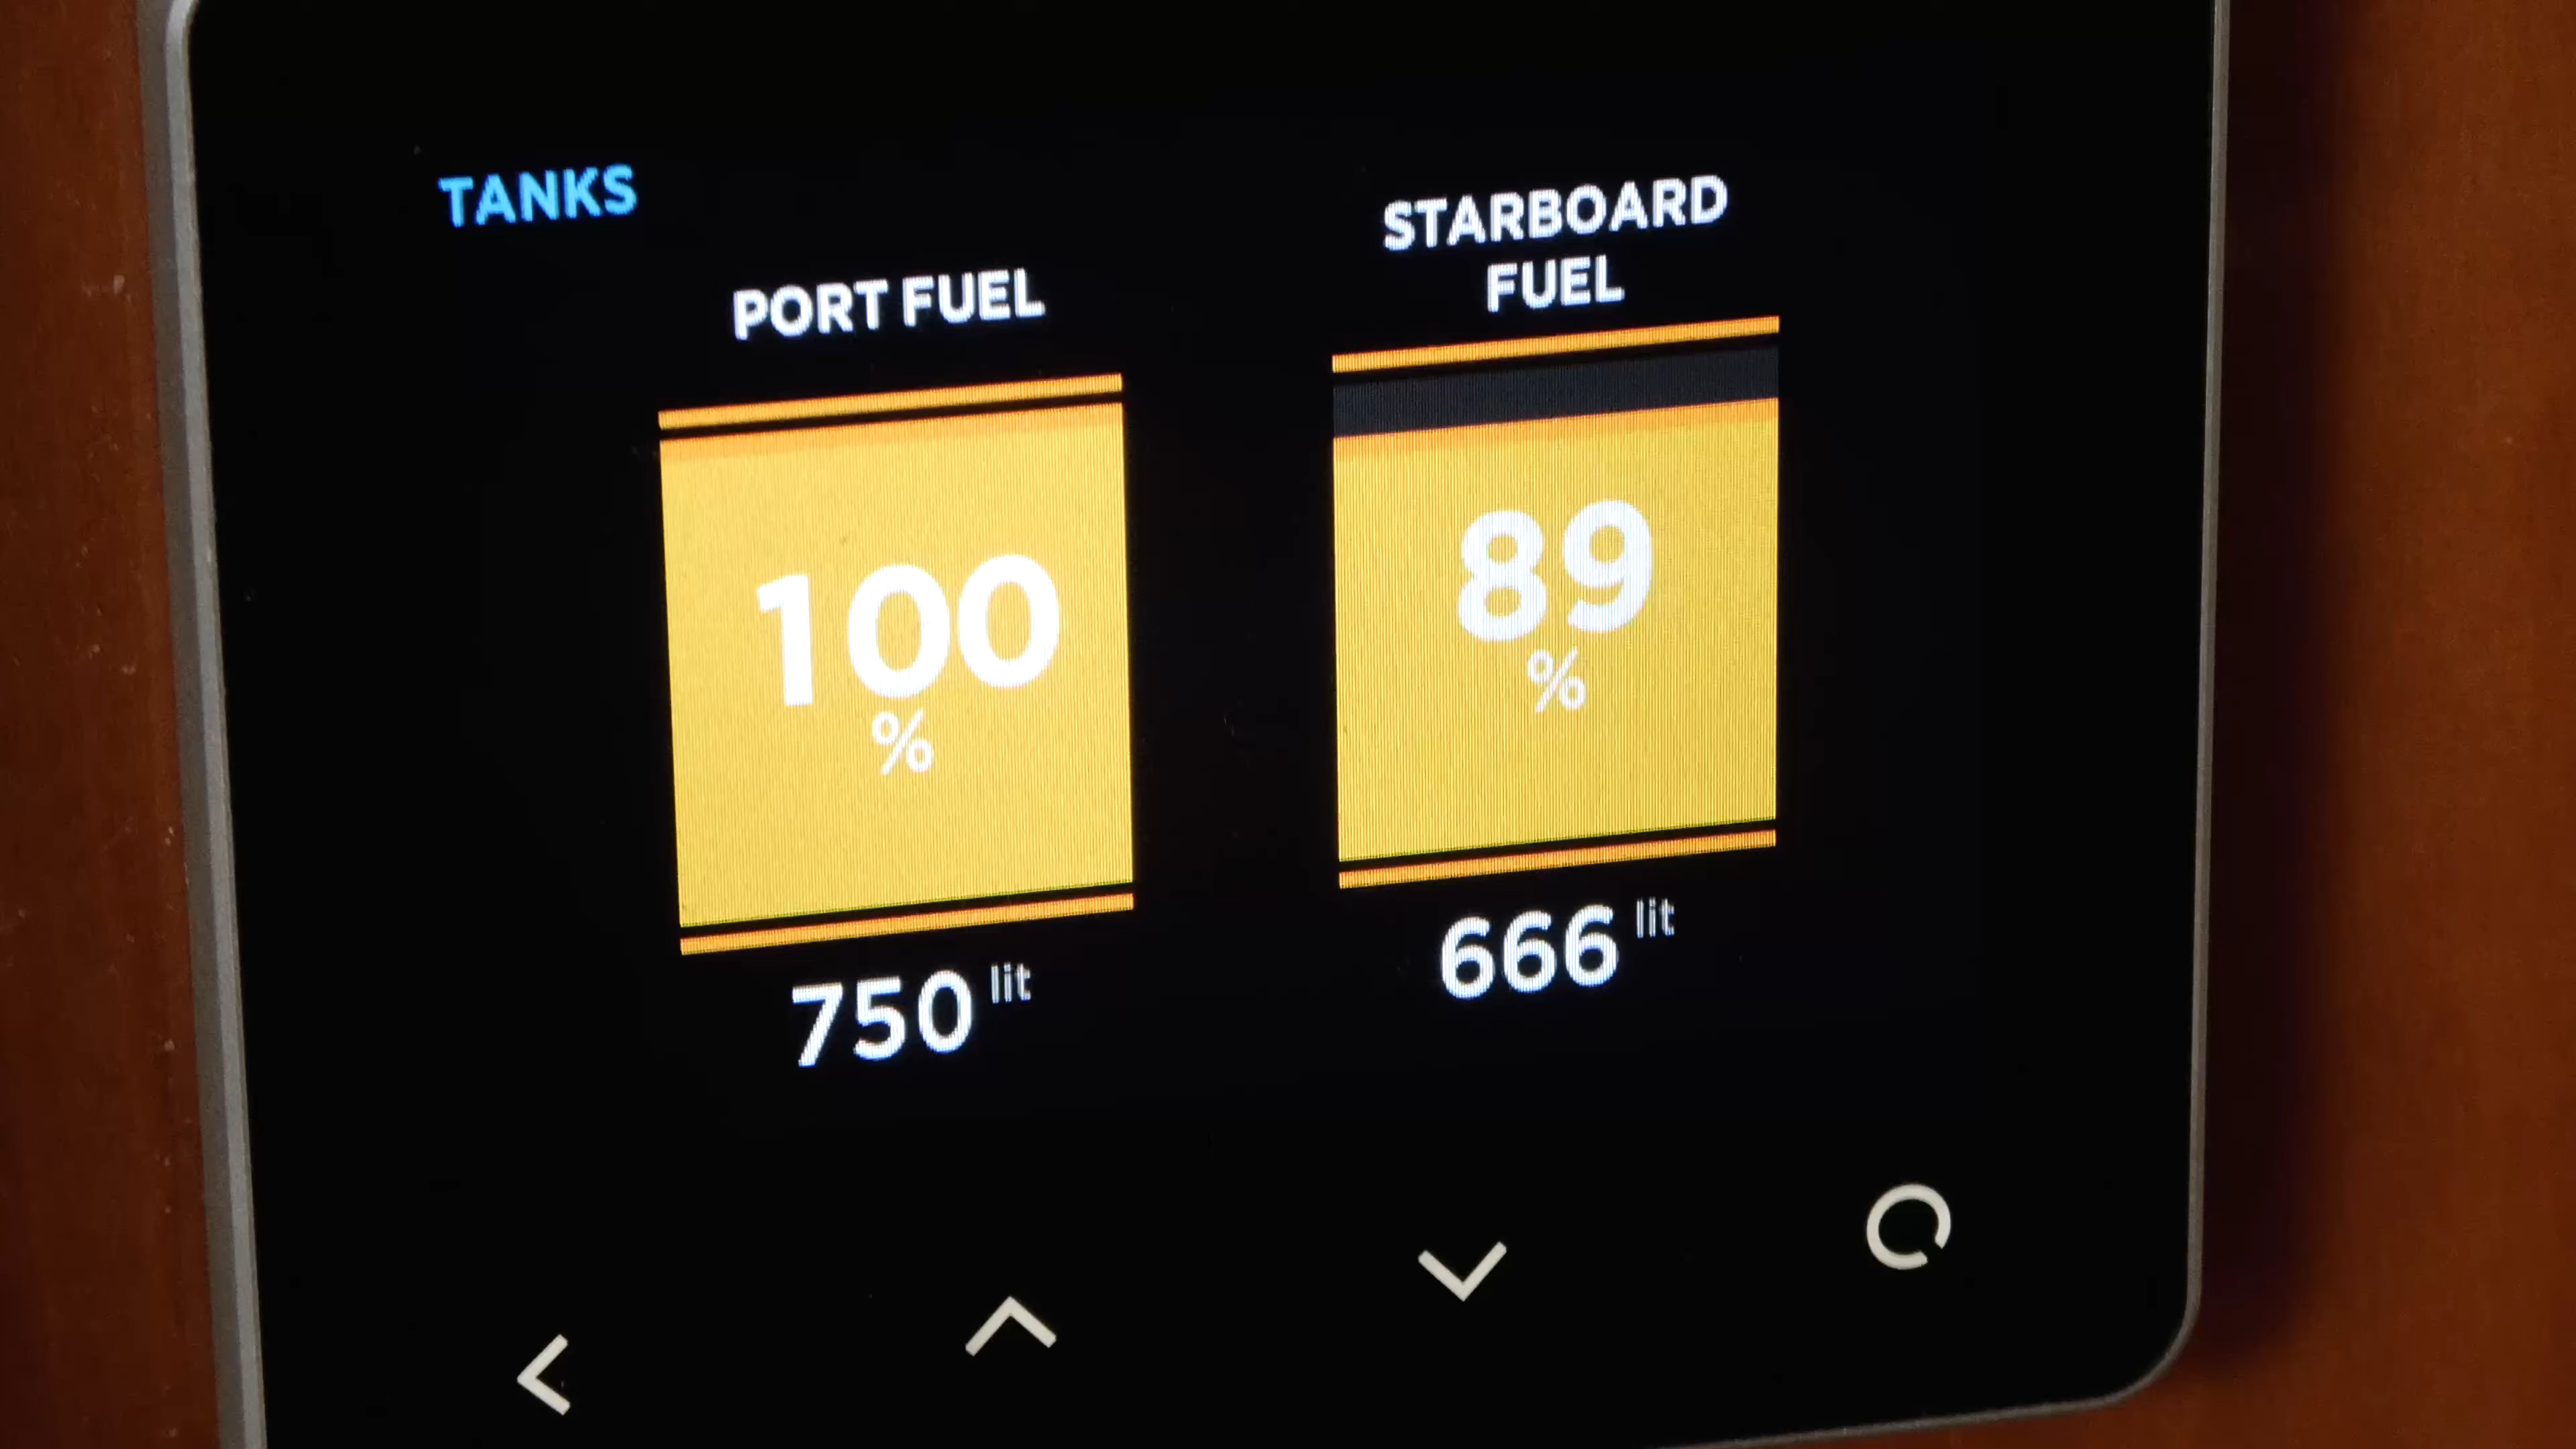 TANKS
PORT FUEL
100
%
750 lit
STARBOARD
FUEL
89
%
666 lit